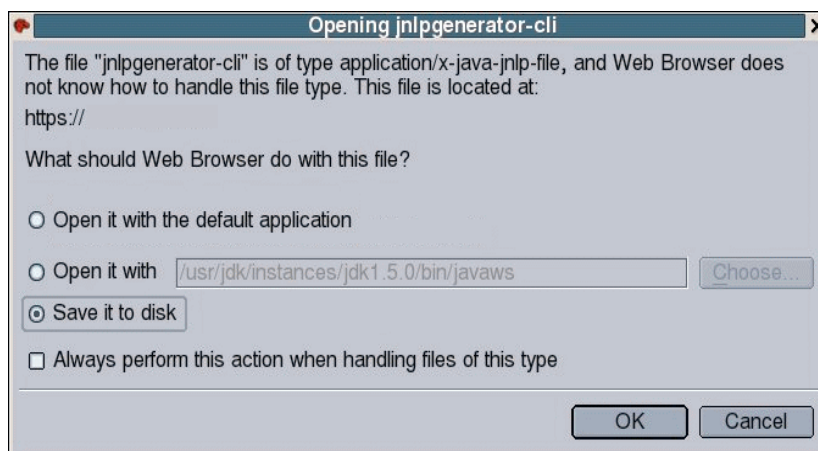 Opening jnlpgenerator-cli
The file "jnlpgenerator-cli" is of type application/x-java-jnlp-file, and Web Browser does
not know how to handle this file type. This file is located at:
https://
What should Web Browser do with this file?
Open it with the default application
Open it with /usr/jdk/instances/jdk1.5.0/bin/javaws Choose...
Save it to disk
Always perform this action when handling files of this type
OK Cancel